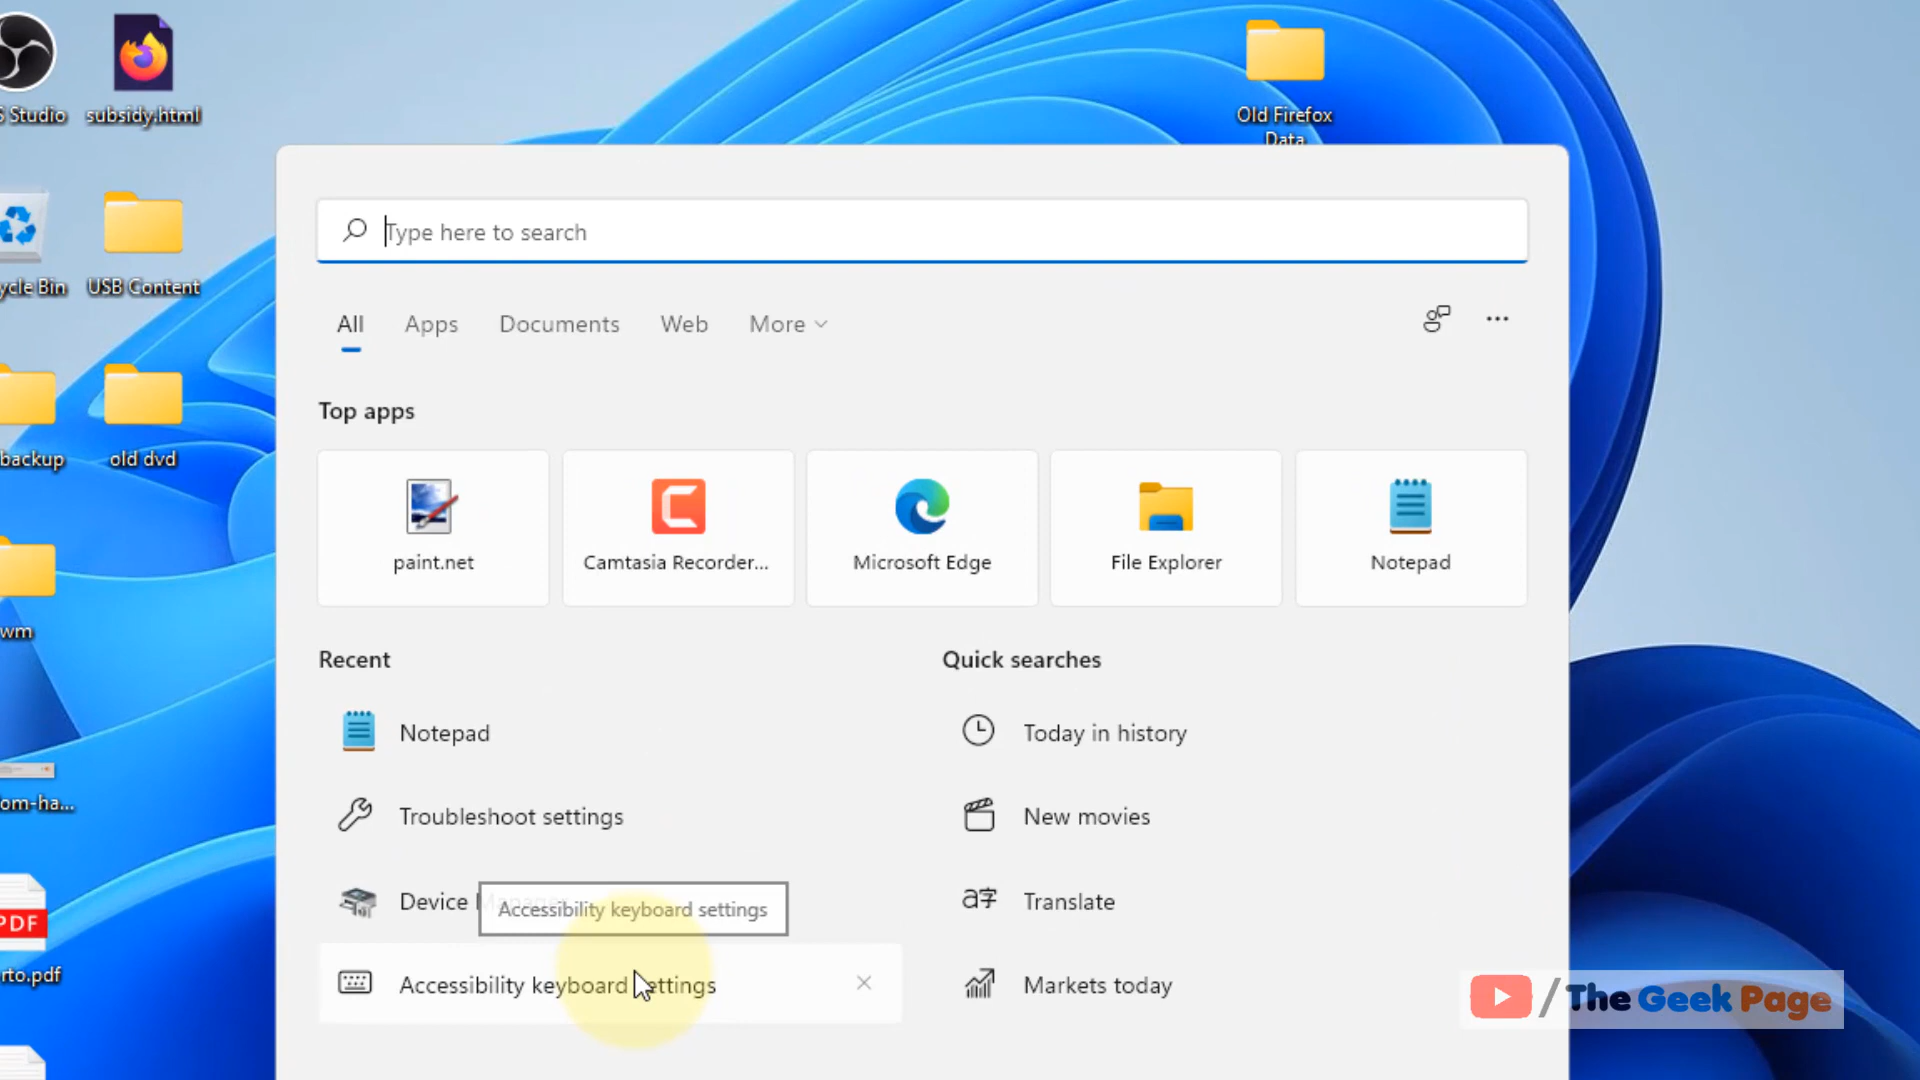 S Studio
subsidy.html
Old Firefox
Data
Type here to search
ycle Bin
USB Content
All
Apps
Documents
Web
More
Top apps
backup
old dvd
paint.net
Camtasia Recorder...
Microsoft Edge
File Explorer
Notepad
wm
Recent
Quick searches
Notepad
Today in history
om-ha...
Troubleshoot settings
New movies
Device
Accessibility keyboard settings
Translate
PDF
rto.pdf
Accessibility keyboard settings
Markets today
/The Geek Page